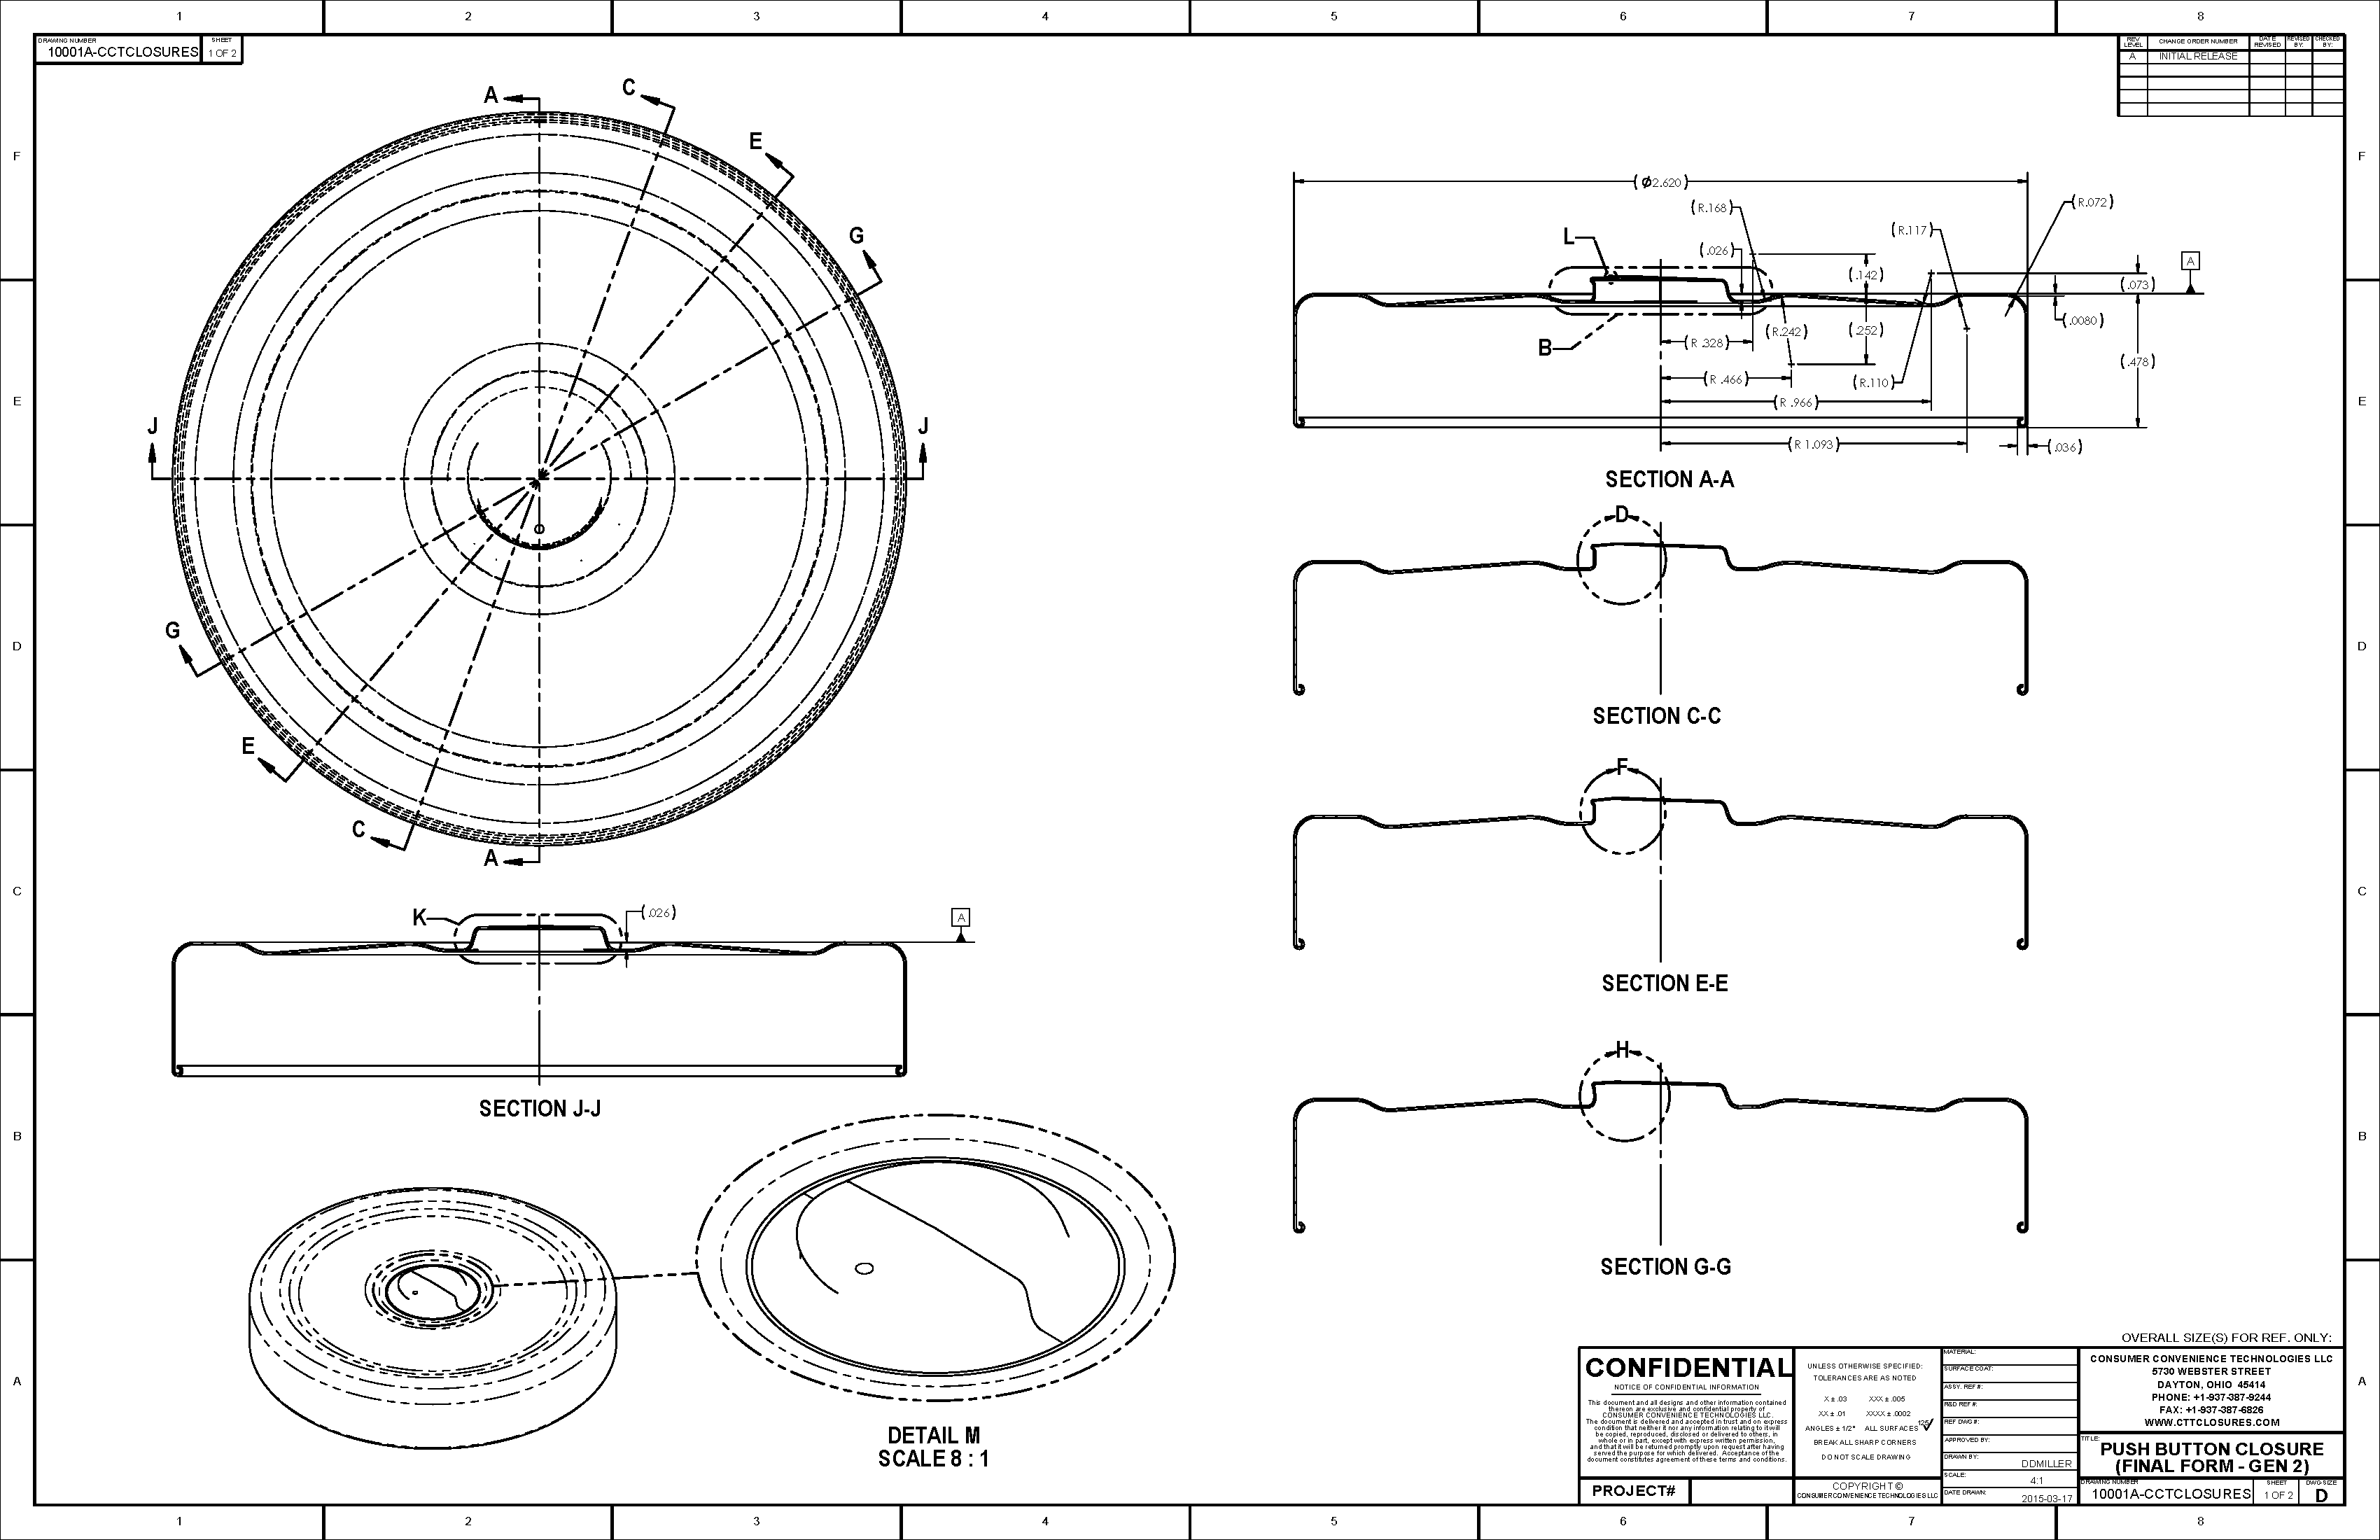 1 2 3 4 5 6 7 8
DRAWING NUMBER
10001A-CCTCLOSURES
SHEET
1 OF 2
REV LEVEL
CHANGE ORDER NUMBER
DATE REVISED
REVISED BY:
CHECKED BY:
A INITIAL RELEASE
F
E
D
C
B
A
F
E
D
C
B
A
A
C
E
G
J
J
G
E
C
A
(Ø2.620)
(R.168)
(R.072)
L
(.026)
(R.117)
(.142)
A
(.073)
(.0080)
B
(R .328)
(R.242)
(.252)
(.478)
(R .466)
(R.110)
(R .966)
(R 1.093)
(.036)
SECTION A-A
D
SECTION C-C
F
SECTION E-E
H
SECTION G-G
K
(.026)
A
SECTION J-J
DETAIL M
SCALE 8 : 1
OVERALL SIZE(S) FOR REF. ONLY:
CONFIDENTIAL
NOTICE OF CONFIDENTIAL INFORMATION
This document and all designs and other information contained
thereon are exclusive and confidential property of
CONSUMER CONVENIENCE TECHNOLOGIES LLC.
The document is delivered and accepted in trust and on express
condition that neither it nor any information relating to it will
be copied, reproduced, disclosed or delivered to others, in
whole or in part, except with express written permission,
and that it will be returned promptly upon request after having
served the purpose for which delivered. Acceptance of the
document constitutes agreement of these terms and conditions.
PROJECT#
UNLESS OTHERWISE SPECIFIED:
TOLERANCES ARE AS NOTED
X ± .03 XXX ± .005
XX ± .01 XXXX ± .0002
ANGLES ± 1/2° ALL SURFACES 125
BREAK ALL SHARP CORNERS
DO NOT SCALE DRAWING
COPYRIGHT ©
CONSUMER CONVENIENCE TECHNOLOGIES LLC
MATERIAL:
SURFACE COAT:
ASSY. REF #:
R&D REF #:
REF DWG #:
APPROVED BY:
DRAWN BY:
DDMILLER
SCALE:
4:1
DATE DRAWN:
2015-03-17
CONSUMER CONVENIENCE TECHNOLOGIES LLC
5730 WEBSTER STREET
DAYTON, OHIO 45414
PHONE: +1-937-387-9244
FAX: +1-937-387-6826
WWW.CTTCLOSURES.COM
TITLE:
PUSH BUTTON CLOSURE
(FINAL FORM - GEN 2)
DRAWING NUMBER
10001A-CCTCLOSURES
SHEET
1 OF 2
DWG SIZE
D
1 2 3 4 5 6 7 8